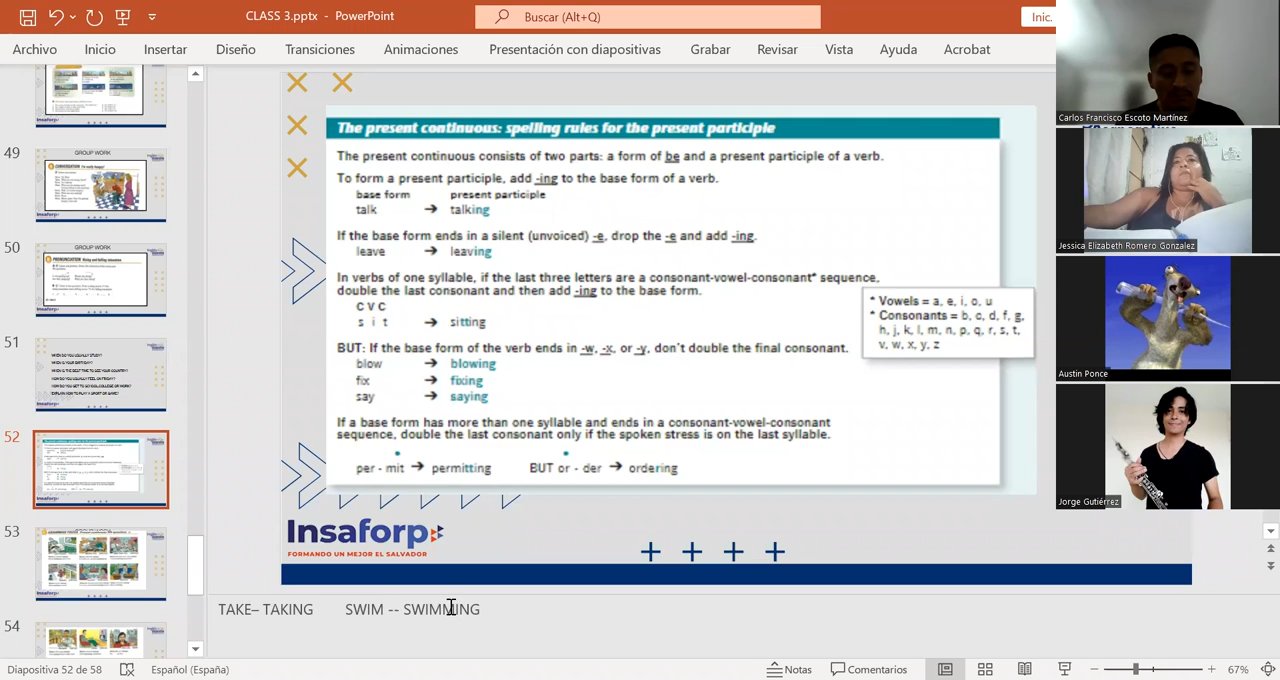 CLASS 3.pptx - PowerPoint
Buscar (Alt+Q)
Inic.
Archivo Inicio Insertar Diseño Transiciones Animaciones Presentación con diapositivas Grabar Revisar Vista Ayuda Acrobat
49
GROUP WORK
50
GROUP WORK
51
52
53
54
The present continuous: spelling rules for the present participle
The present continuous consists of two parts: a form of be and a present participle of a verb.
To form a present participle, add -ing to the base form of a verb.
base form present participle
talk → talking
If the base form ends in a silent (unvoiced) -e, drop the -e and add -ing.
leave → leaving
In verbs of one syllable, if the last three letters are a consonant-vowel-consonant* sequence,
double the last consonant and then add -ing to the base form.
C V C
s i t → sitting
BUT: If the base form of the verb ends in -w, -x, or -y, don't double the final consonant.
blow → blowing
fix → fixing
say → saying
If a base form has more than one syllable and ends in a consonant-vowel-consonant
sequence, double the last consonant only if the spoken stress is on the last syllable.
per - mit → permitting BUT or - der → ordering
* Vowels = a, e, i, o, u
* Consonants = b, c, d, f, g,
h, j, k, l, m, n, p, q, r, s, t,
v, w, x, y, z
Insaforp
FORMANDO UN MEJOR EL SALVADOR
TAKE– TAKING SWIM -- SWIMMING
Carlos Francisco Escoto Martínez
Jessica Elizabeth Romero Gonzalez
Austin Ponce
Jorge Gutiérrez
Diapositiva 52 de 58 Español (España) Notas Comentarios 67%